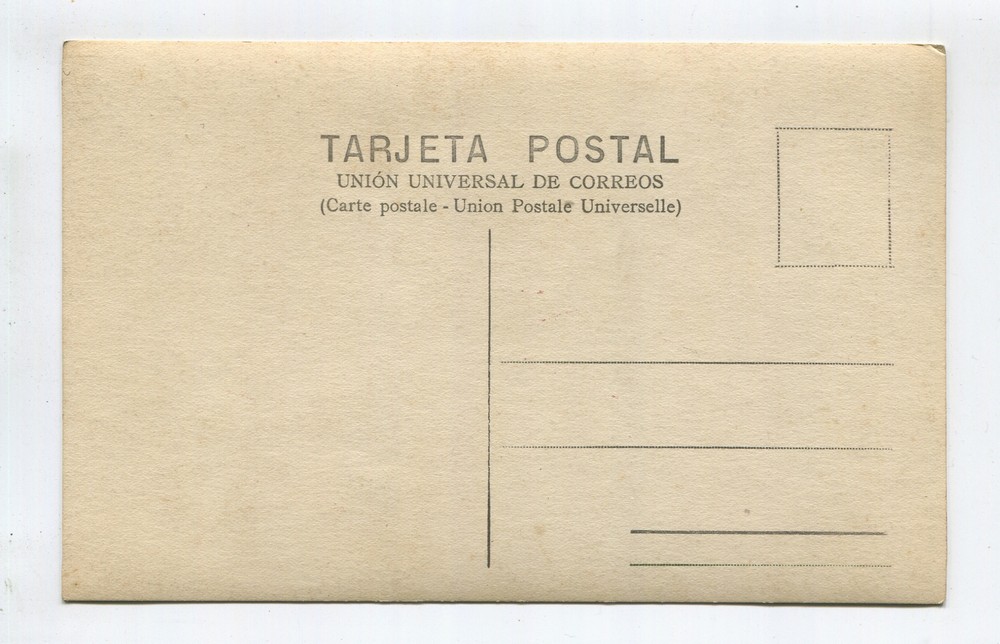 TARJETA POSTAL
UNIÓN UNIVERSAL DE CORREOS
(Carte postale - Union Postale Universelle)